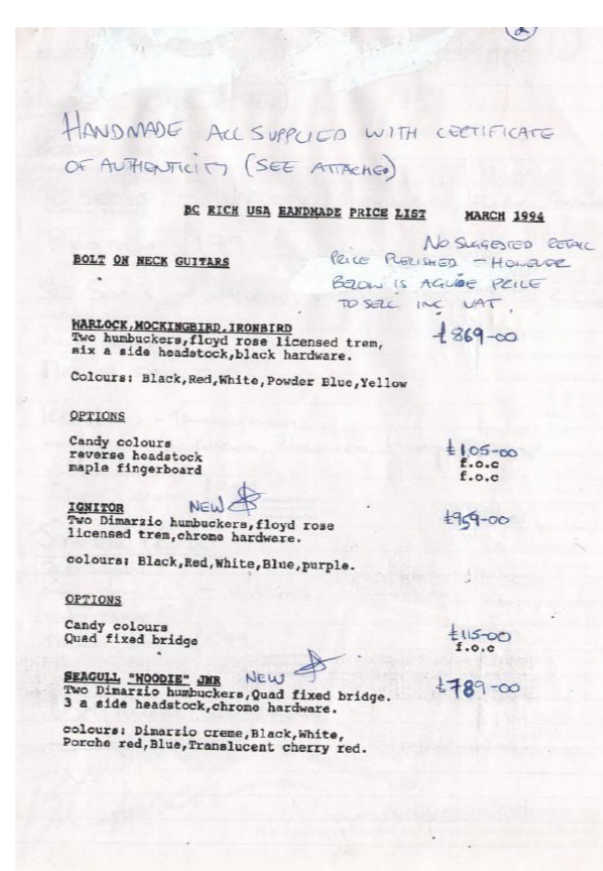 2
HANDMADE ALL SUPPLIED WITH CERTIFICATE
OF AUTHENTICITY (SEE ATTACHED)
BC RICH USA HANDMADE PRICE LIST MARCH 1994
NO SUGGESTED RETAIL
BOLT ON NECK GUITARS PRICE PUBLISHED - HOWEVER
BELOW IS A GUIDE PRICE
TO SELL INC VAT
WARLOCK,MOCKINGBIRD,IRONBIRD £869-00
Two humbuckers,floyd rose licensed trem,
six a side headstock,black hardware.
Colours: Black,Red,White,Powder Blue,Yellow
OPTIONS
Candy colours £105-00
reverse headstock f.o.c
maple fingerboard f.o.c
IGNITOR NEW £959-00
Two Dimarzio humbuckers,floyd rose
licensed trem,chrome hardware.
colours: Black,Red,White,Blue,purple.
OPTIONS
Candy colours £115-00
Quad fixed bridge f.o.c
SEAGULL "WOODIE" JNR NEW £789-00
Two Dimarzio humbuckers,Quad fixed bridge.
3 a side headstock,chrome hardware.
colours: Dimarzio creme,Black,White,
Porche red,Blue,Translucent cherry red.